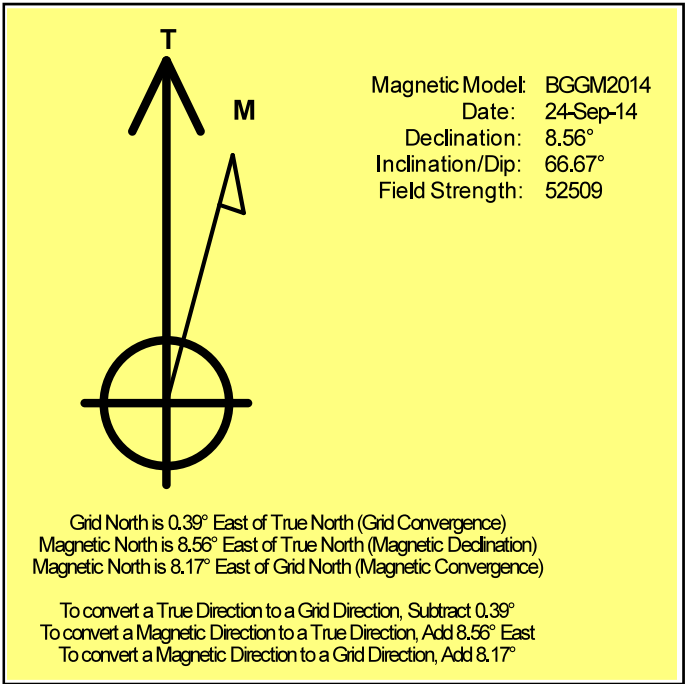 T
M
Magnetic Model: BGGM2014
Date: 24-Sep-14
Declination: 8.56°
Inclination/Dip: 66.67°
Field Strength: 52509
Grid North is 0.39° East of True North (Grid Convergence)
Magnetic North is 8.56° East of True North (Magnetic Declination)
Magnetic North is 8.17° East of Grid North (Magnetic Convergence)
To convert a True Direction to a Grid Direction, Subtract 0.39°
To convert a Magnetic Direction to a True Direction, Add 8.56° East
To convert a Magnetic Direction to a Grid Direction, Add 8.17°